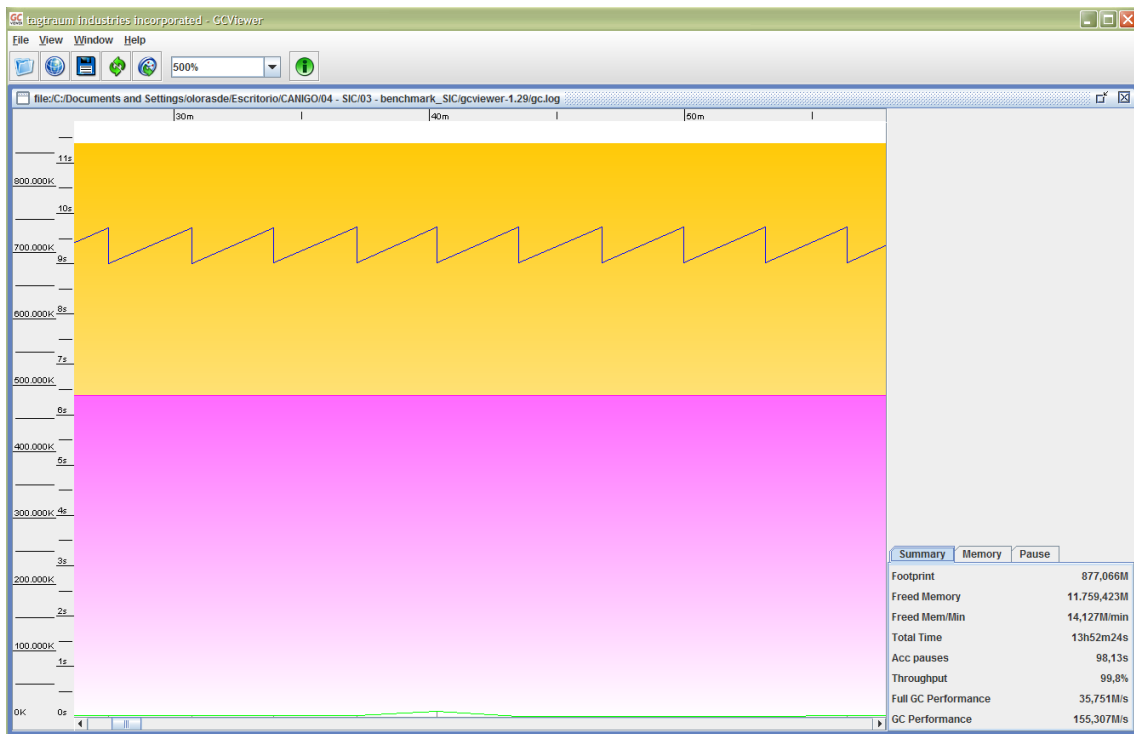 tagtraum industries incorporated - GCViewer
File View Window Help
500%
file:/C:/Documents and Settings/olorasde/Escritorio/CANIGO/04 - SIC/03 - benchmark_SIC/gcviewer-1.29/gc.log
30m 40m 50m
11s
800.000K
10s
700.000K
9s
600.000K 8s
7s
500.000K
6s
400.000K
5s
300.000K 4s
3s
200.000K
2s
100.000K
1s
0K 0s
Summary Memory Pause
Footprint 877,066M
Freed Memory 11.759,423M
Freed Mem/Min 14,127M/min
Total Time 13h52m24s
Acc pauses 98,13s
Throughput 99,8%
Full GC Performance 35,751M/s
GC Performance 155,307M/s